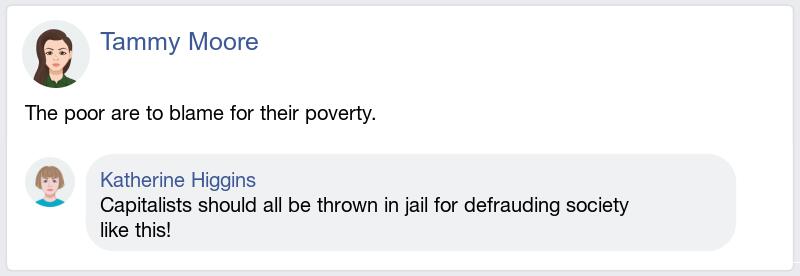 Tammy Moore
The poor are to blame for their poverty.
Katherine Higgins
Capitalists should all be thrown in jail for defrauding society
like this!